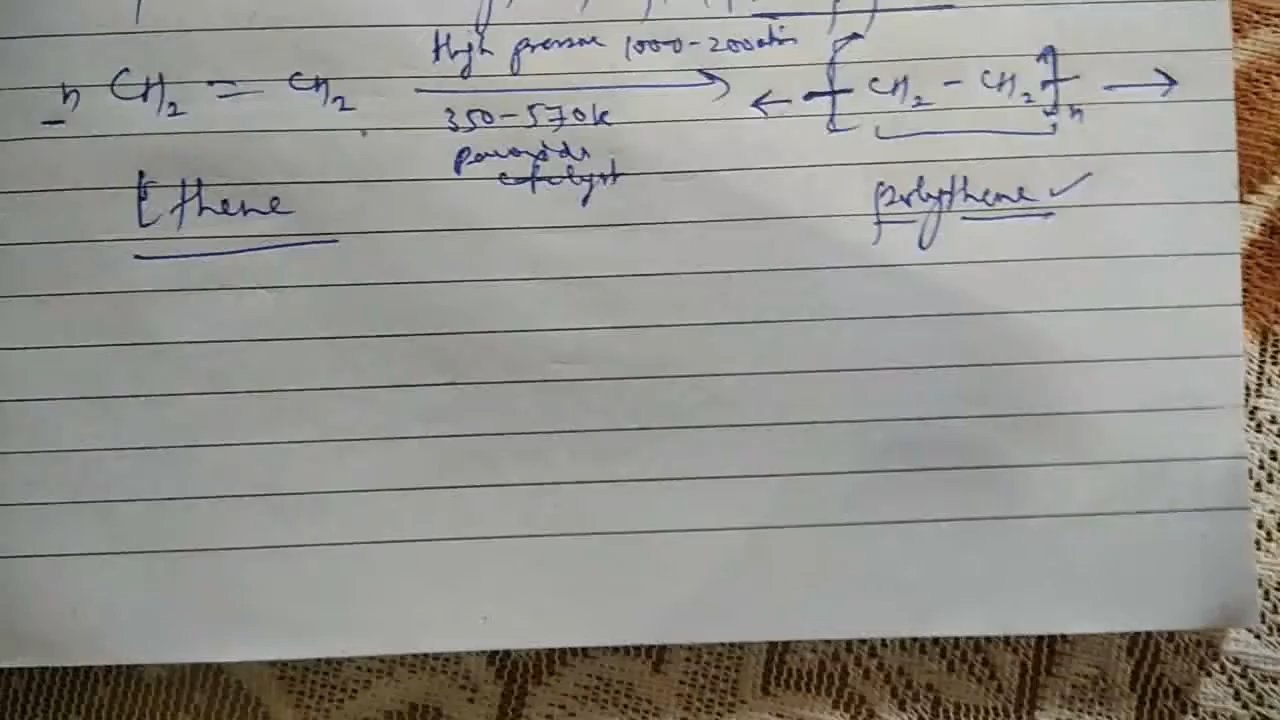 High pressure 1000-2000atm
n CH2 = CH2 → ← [ CH2 - CH2 ]n →
350-570k
peroxide
catalyst
Ethene
polythene ✓